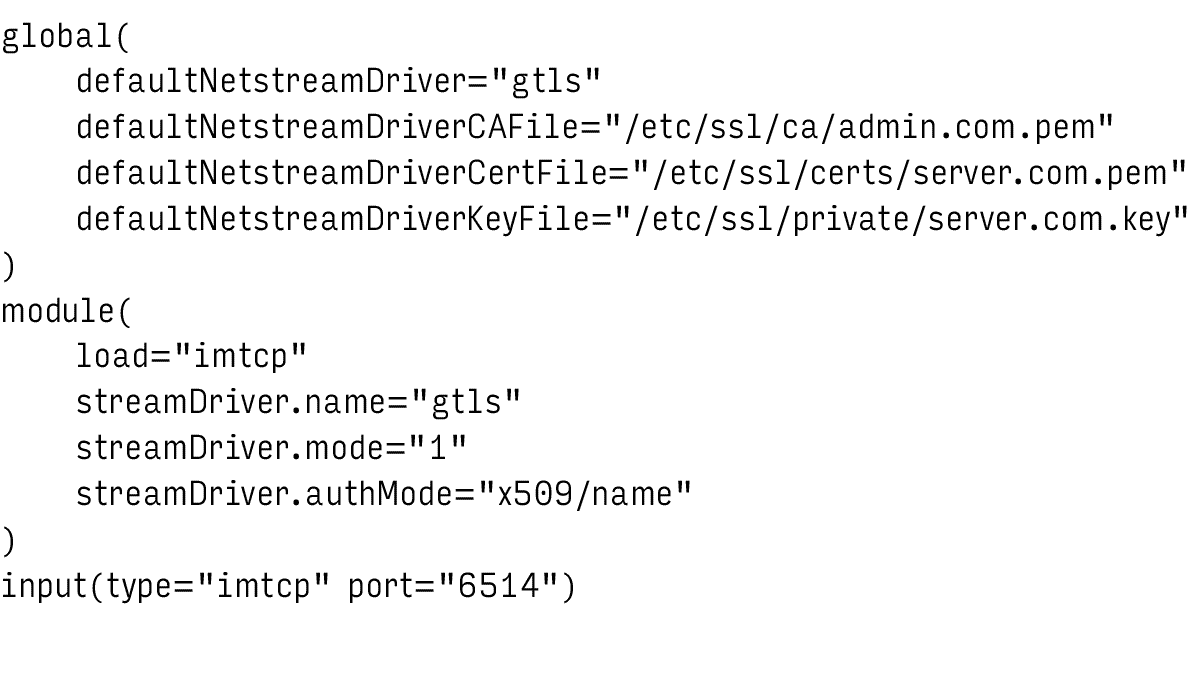 global(
    defaultNetstreamDriver="gtls"
    defaultNetstreamDriverCAFile="/etc/ssl/ca/admin.com.pem"
    defaultNetstreamDriverCertFile="/etc/ssl/certs/server.com.pem"
    defaultNetstreamDriverKeyFile="/etc/ssl/private/server.com.key"
)
module(
    load="imtcp"
    streamDriver.name="gtls"
    streamDriver.mode="1"
    streamDriver.authMode="x509/name"
)
input(type="imtcp" port="6514")